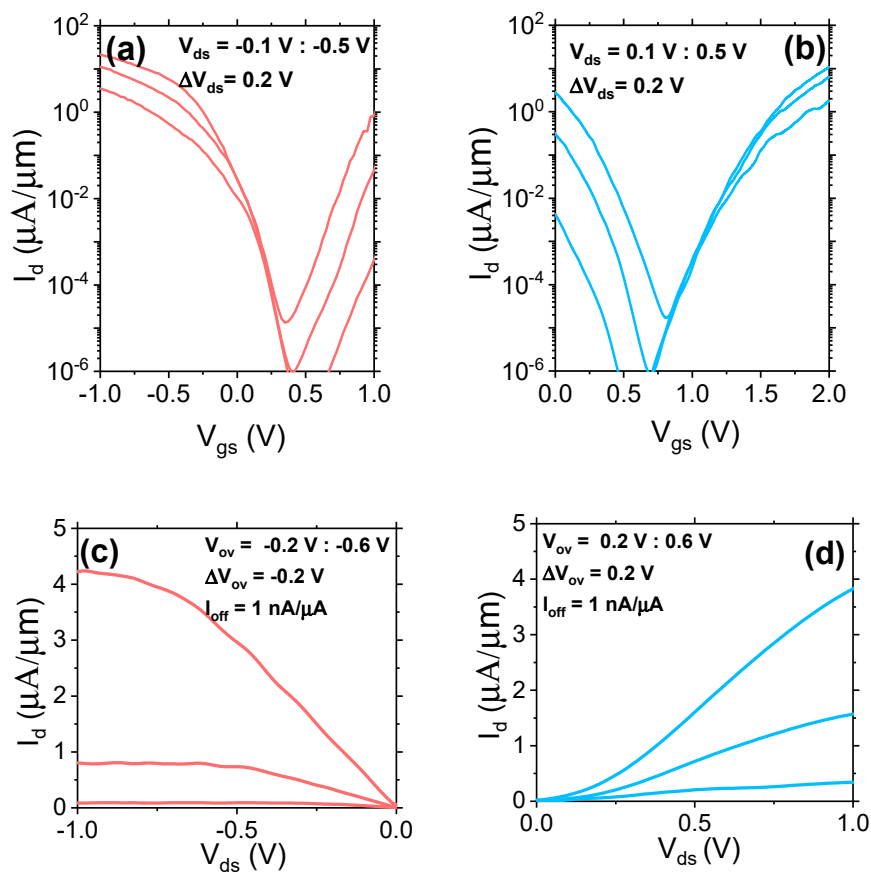 (a)
V_ds = -0.1 V : -0.5 V
ΔV_ds= 0.2 V
10^2
10^0
10^-2
10^-4
10^-6
I_d (μA/μm)
-1.0 -0.5 0.0 0.5 1.0
V_gs (V)
(b)
V_ds = 0.1 V : 0.5 V
ΔV_ds= 0.2 V
10^2
10^0
10^-2
10^-4
10^-6
I_d (μA/μm)
0.0 0.5 1.0 1.5 2.0
V_gs (V)
(c)
V_ov = -0.2 V : -0.6 V
ΔV_ov = -0.2 V
I_off = 1 nA/μA
5
4
3
2
1
0
I_d (μA/μm)
-1.0 -0.5 0.0
V_ds (V)
(d)
V_ov = 0.2 V : 0.6 V
ΔV_ov = 0.2 V
I_off = 1 nA/μA
5
4
3
2
1
0
I_d (μA/μm)
0.0 0.5 1.0
V_ds (V)